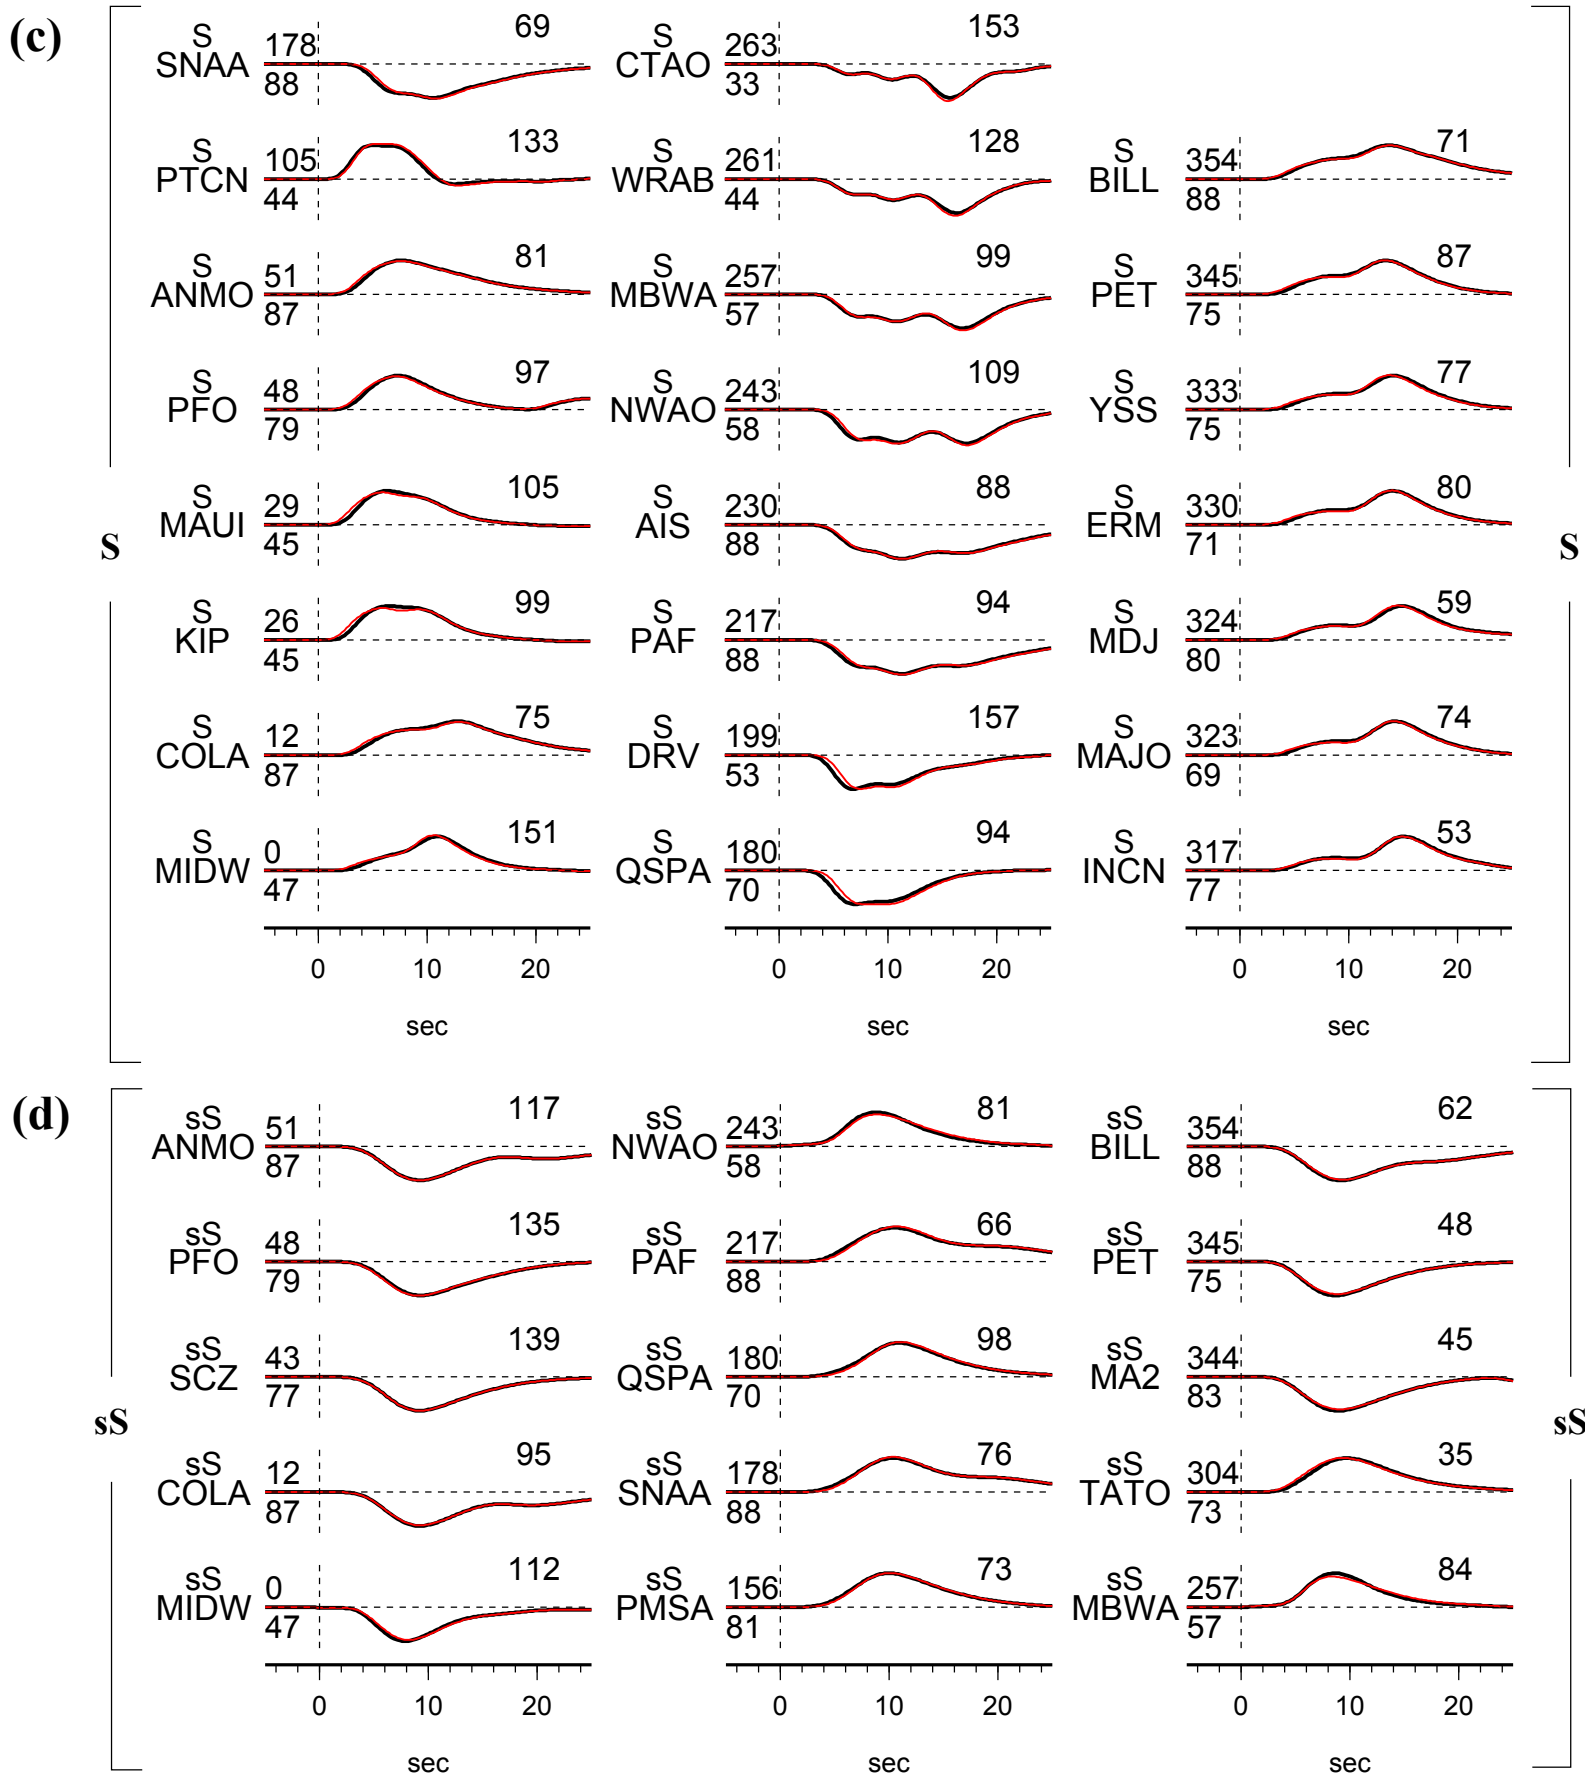 (c)
S
SNAA 178 88 69
S
PTCN 105 44 133
S
ANMO 51 87 81
S
PFO 48 79 97
S
MAUI 29 45 105
S
KIP 26 45 99
S
COLA 12 87 75
S
MIDW 0 47 151
0 10 20
sec
S
CTAO 263 33 153
S
WRAB 261 44 128
S
MBWA 257 57 99
S
NWAO 243 58 109
S
AIS 230 88 88
S
PAF 217 88 94
S
DRV 199 53 157
S
QSPA 180 70 94
0 10 20
sec
S
BILL 354 88 71
S
PET 345 75 87
S
YSS 333 75 77
S
ERM 330 71 80
S
MDJ 324 80 59
S
MAJO 323 69 74
S
INCN 317 77 53
0 10 20
sec
S
S
(d)
sS
ANMO 51 87 117
sS
PFO 48 79 135
sS
SCZ 43 77 139
sS
COLA 12 87 95
sS
MIDW 0 47 112
0 10 20
sec
sS
NWAO 243 58 81
sS
PAF 217 88 66
sS
QSPA 180 70 98
sS
SNAA 178 88 76
sS
PMSA 156 81 73
0 10 20
sec
sS
BILL 354 88 62
sS
PET 345 75 48
sS
MA2 344 83 45
sS
TATO 304 73 35
sS
MBWA 257 57 84
0 10 20
sec
sS
sS